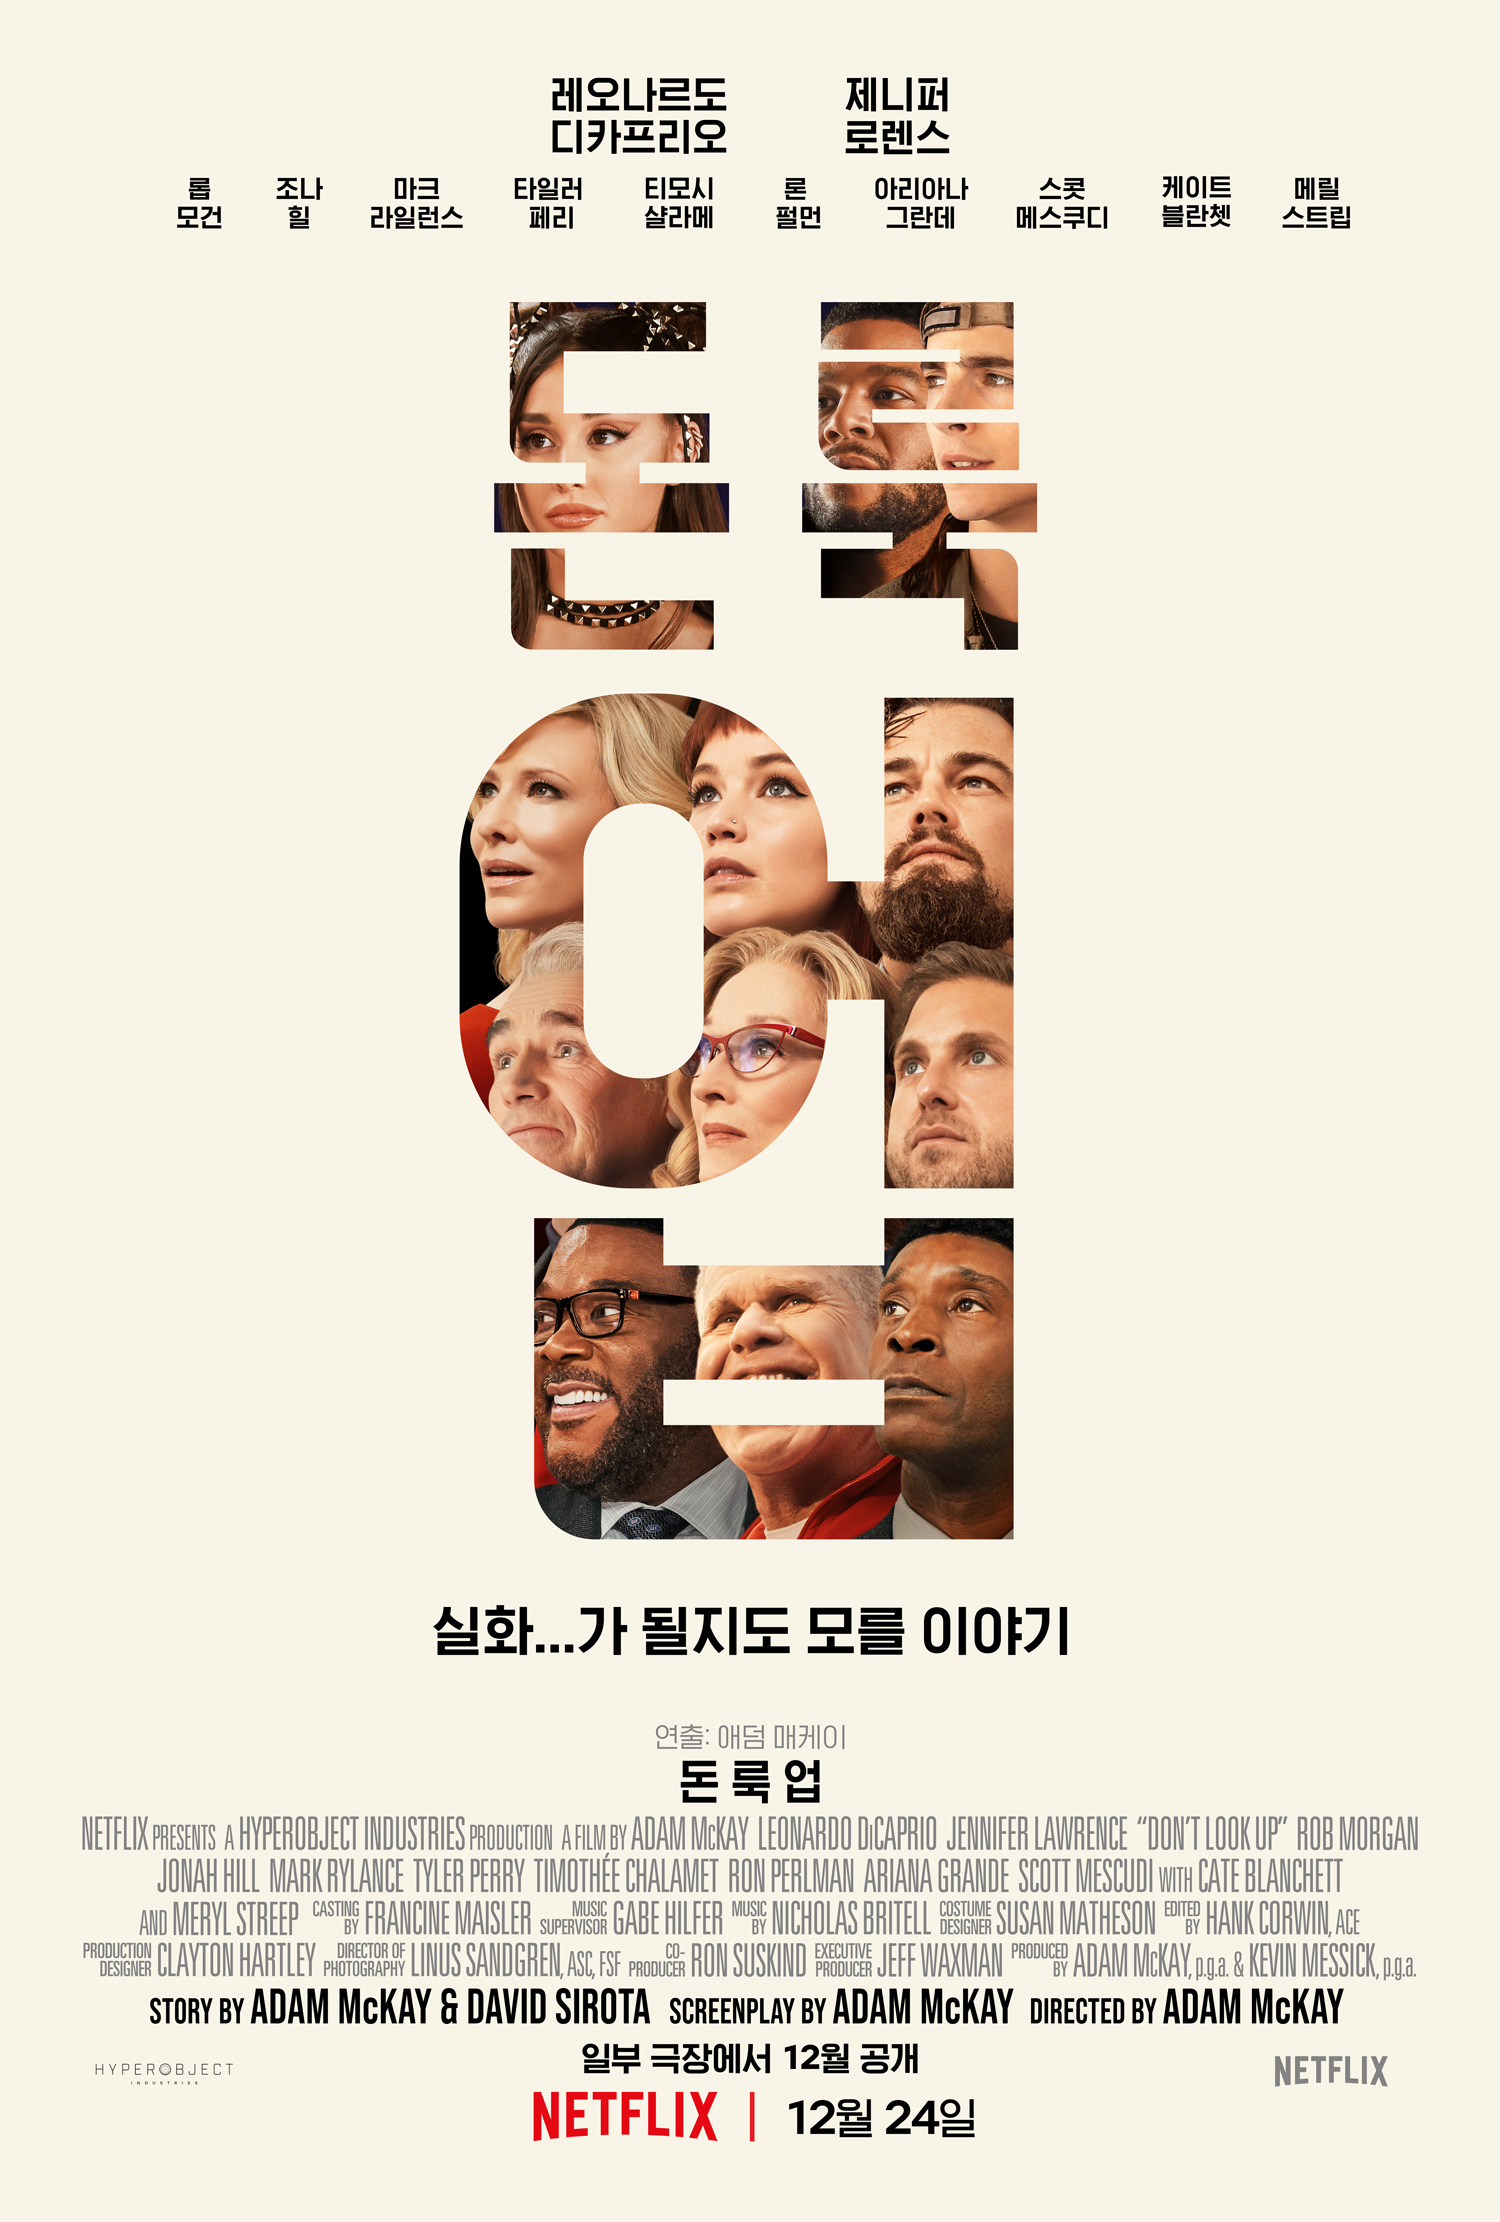 레오나르도 제니퍼
디카프리오 로렌스
롭 조나 마크 타일러 티모시 론 아리아나 스콧 케이트 메릴
모건 힐 라일런스 페리 샬라메 펄먼 그란데 메스쿠디 블란쳇 스트립
돈 룩
업
실화...가 될지도 모를 이야기
연출: 애덤 매케이
돈 룩 업
NETFLIX PRESENTS A HYPEROBJECT INDUSTRIES PRODUCTION A FILM BY ADAM McKAY LEONARDO DiCAPRIO JENNIFER LAWRENCE “DON'T LOOK UP” ROB MORGAN
JONAH HILL MARK RYLANCE TYLER PERRY TIMOTHÉE CHALAMET RON PERLMAN ARIANA GRANDE SCOTT MESCUDI WITH CATE BLANCHETT
AND MERYL STREEP CASTING BY FRANCINE MAISLER MUSIC SUPERVISOR GABE HILFER MUSIC BY NICHOLAS BRITELL COSTUME DESIGNER SUSAN MATHESON EDITED BY HANK CORWIN, ACE
PRODUCTION DESIGNER CLAYTON HARTLEY DIRECTOR OF PHOTOGRAPHY LINUS SANDGREN, ASC, FSF CO-PRODUCER RON SUSKIND EXECUTIVE PRODUCER JEFF WAXMAN PRODUCED BY ADAM McKAY, p.g.a. & KEVIN MESSICK, p.g.a.
STORY BY ADAM McKAY & DAVID SIROTA SCREENPLAY BY ADAM McKAY DIRECTED BY ADAM McKAY
일부 극장에서 12월 공개
HYPEROBJECT
INDUSTRIES
NETFLIX
NETFLIX | 12월 24일